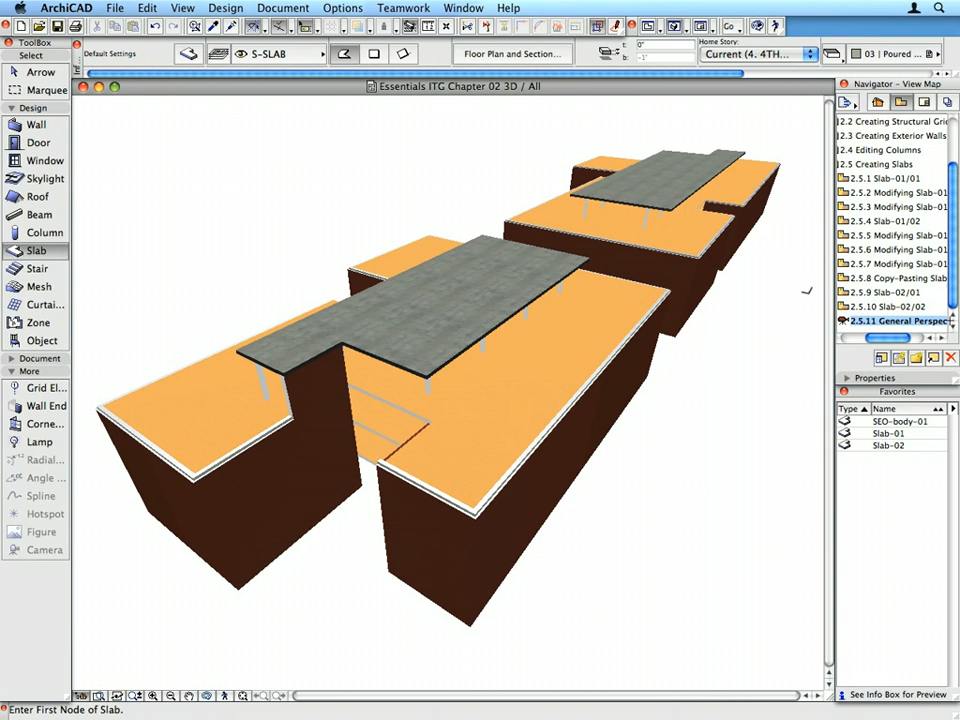 ArchiCAD File Edit View Design Document Options Teamwork Window Help
ToolBox
Select
Arrow
Marquee
Design
Wall
Door
Window
Skylight
Roof
Beam
Column
Slab
Stair
Mesh
Curtai...
Zone
Object
Document
More
Grid El...
Wall End
Corne...
Lamp
Radial...
Angle ...
Spline
Hotspot
Figure
Camera
Default Settings
S-SLAB
Floor Plan and Section...
t: 0"
b: -1'
Home Story:
Current (4. 4TH...
03 | Poured ...
Go...
Essentials ITG Chapter 02 3D / All
Navigator - View Map
2.2 Creating Structural Gri
2.3 Creating Exterior Walls
2.4 Editing Columns
2.5 Creating Slabs
2.5.1 Slab-01/01
2.5.2 Modifying Slab-01
2.5.3 Modifying Slab-01
2.5.4 Slab-01/02
2.5.5 Modifying Slab-01
2.5.6 Modifying Slab-01
2.5.7 Modifying Slab-01
2.5.8 Copy-Pasting Slab
2.5.9 Slab-02/01
2.5.10 Slab-02/02
2.5.11 General Perspec
Properties
Favorites
Type Name
SEO-body-01
Slab-01
Slab-02
See Info Box for Preview
Enter First Node of Slab.